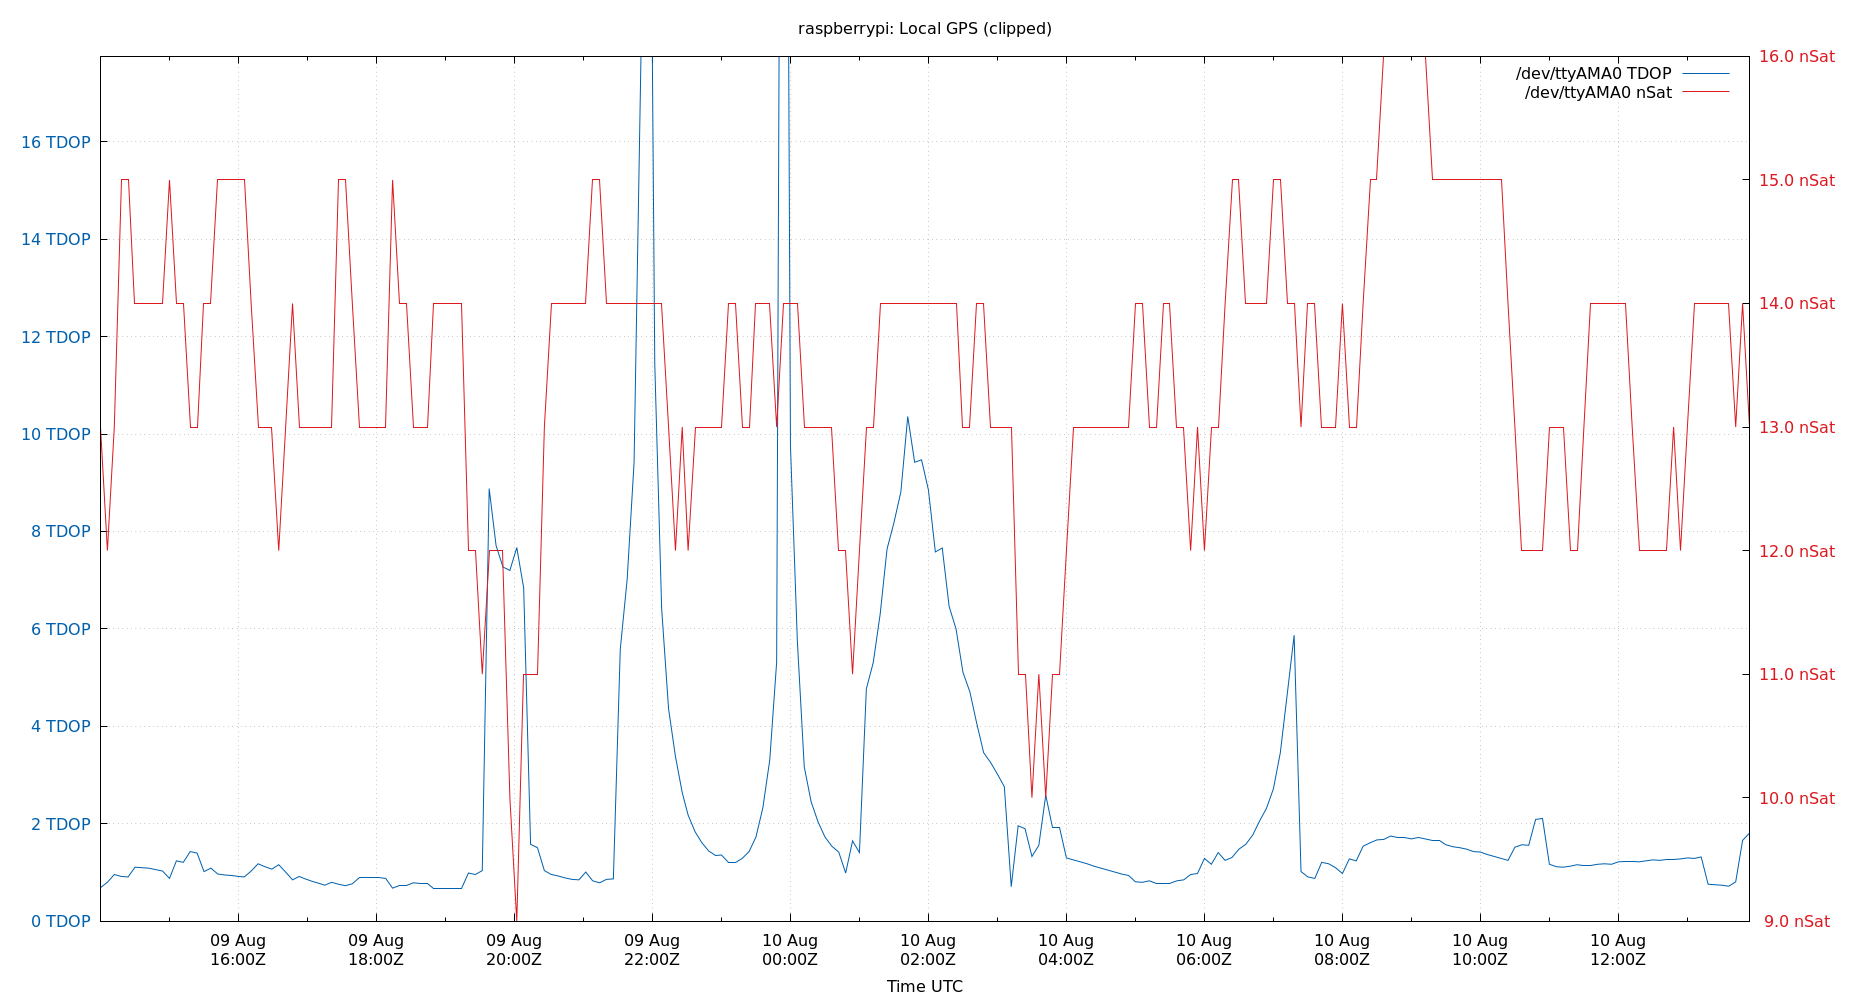 raspberrypi: Local GPS (clipped)
/dev/ttyAMA0 TDOP
/dev/ttyAMA0 nSat
16 TDOP
14 TDOP
12 TDOP
10 TDOP
8 TDOP
6 TDOP
4 TDOP
2 TDOP
0 TDOP
16.0 nSat
15.0 nSat
14.0 nSat
13.0 nSat
12.0 nSat
11.0 nSat
10.0 nSat
9.0 nSat
09 Aug
16:00Z
09 Aug
18:00Z
09 Aug
20:00Z
09 Aug
22:00Z
10 Aug
00:00Z
10 Aug
02:00Z
10 Aug
04:00Z
10 Aug
06:00Z
10 Aug
08:00Z
10 Aug
10:00Z
10 Aug
12:00Z
Time UTC